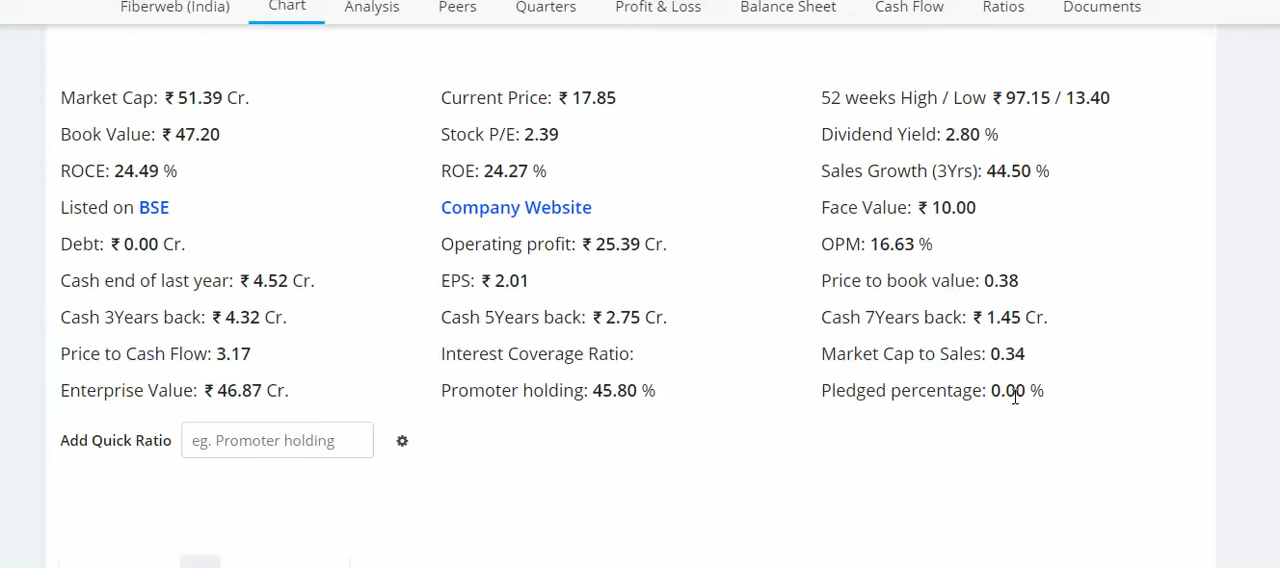 Fiberweb (India) Chart Analysis Peers Quarters Profit & Loss Balance Sheet Cash Flow Ratios Documents
Market Cap: ₹ 51.39 Cr. Current Price: ₹ 17.85 52 weeks High / Low ₹ 97.15 / 13.40
Book Value: ₹ 47.20 Stock P/E: 2.39 Dividend Yield: 2.80 %
ROCE: 24.49 % ROE: 24.27 % Sales Growth (3Yrs): 44.50 %
Listed on BSE Company Website Face Value: ₹ 10.00
Debt: ₹ 0.00 Cr. Operating profit: ₹ 25.39 Cr. OPM: 16.63 %
Cash end of last year: ₹ 4.52 Cr. EPS: ₹ 2.01 Price to book value: 0.38
Cash 3Years back: ₹ 4.32 Cr. Cash 5Years back: ₹ 2.75 Cr. Cash 7Years back: ₹ 1.45 Cr.
Price to Cash Flow: 3.17 Interest Coverage Ratio: Market Cap to Sales: 0.34
Enterprise Value: ₹ 46.87 Cr. Promoter holding: 45.80 % Pledged percentage: 0.00 %
Add Quick Ratio eg. Promoter holding